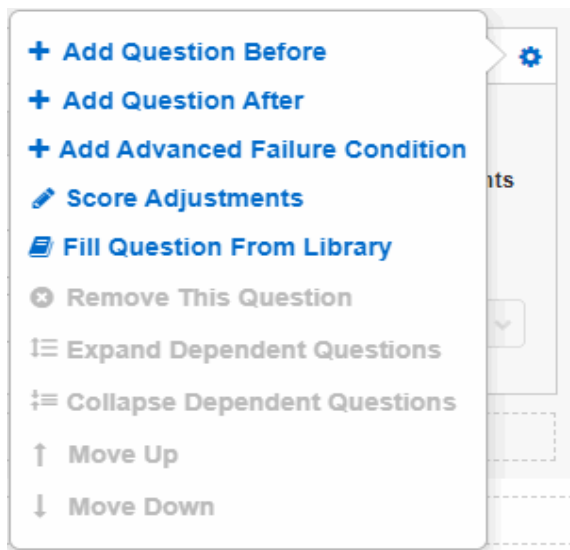 Add Question Before
Add Question After
Add Advanced Failure Condition
Score Adjustments
Fill Question From Library
Remove This Question
Expand Dependent Questions
Collapse Dependent Questions
Move Up
Move Down